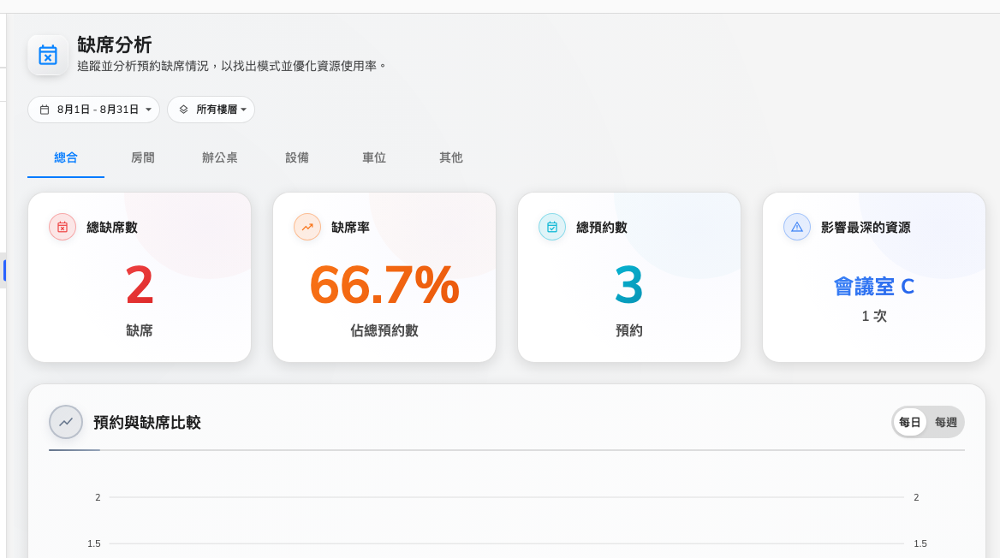 缺席分析
追蹤並分析預約缺席情況，以找出模式並優化資源使用率。
8月1日 - 8月31日
所有樓層
總合
房間
辦公桌
設備
車位
其他
總缺席數
2
缺席
缺席率
66.7%
佔總預約數
總預約數
3
預約
影響最深的資源
會議室 C
1 次
預約與缺席比較
每日
每週
2
2
1.5
1.5